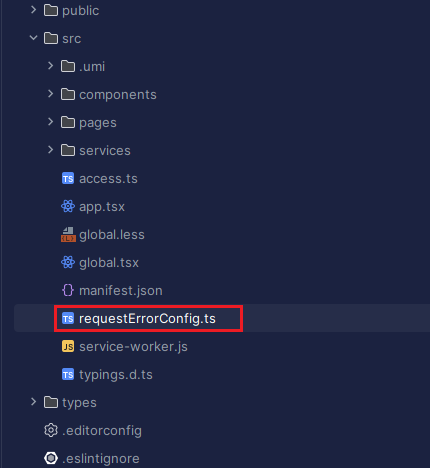 public
src
.umi
components
pages
services
TS access.ts
app.tsx
global.less
global.tsx
{} manifest.json
TS requestErrorConfig.ts
JS service-worker.js
TS typings.d.ts
types
.editorconfig
.eslintignore